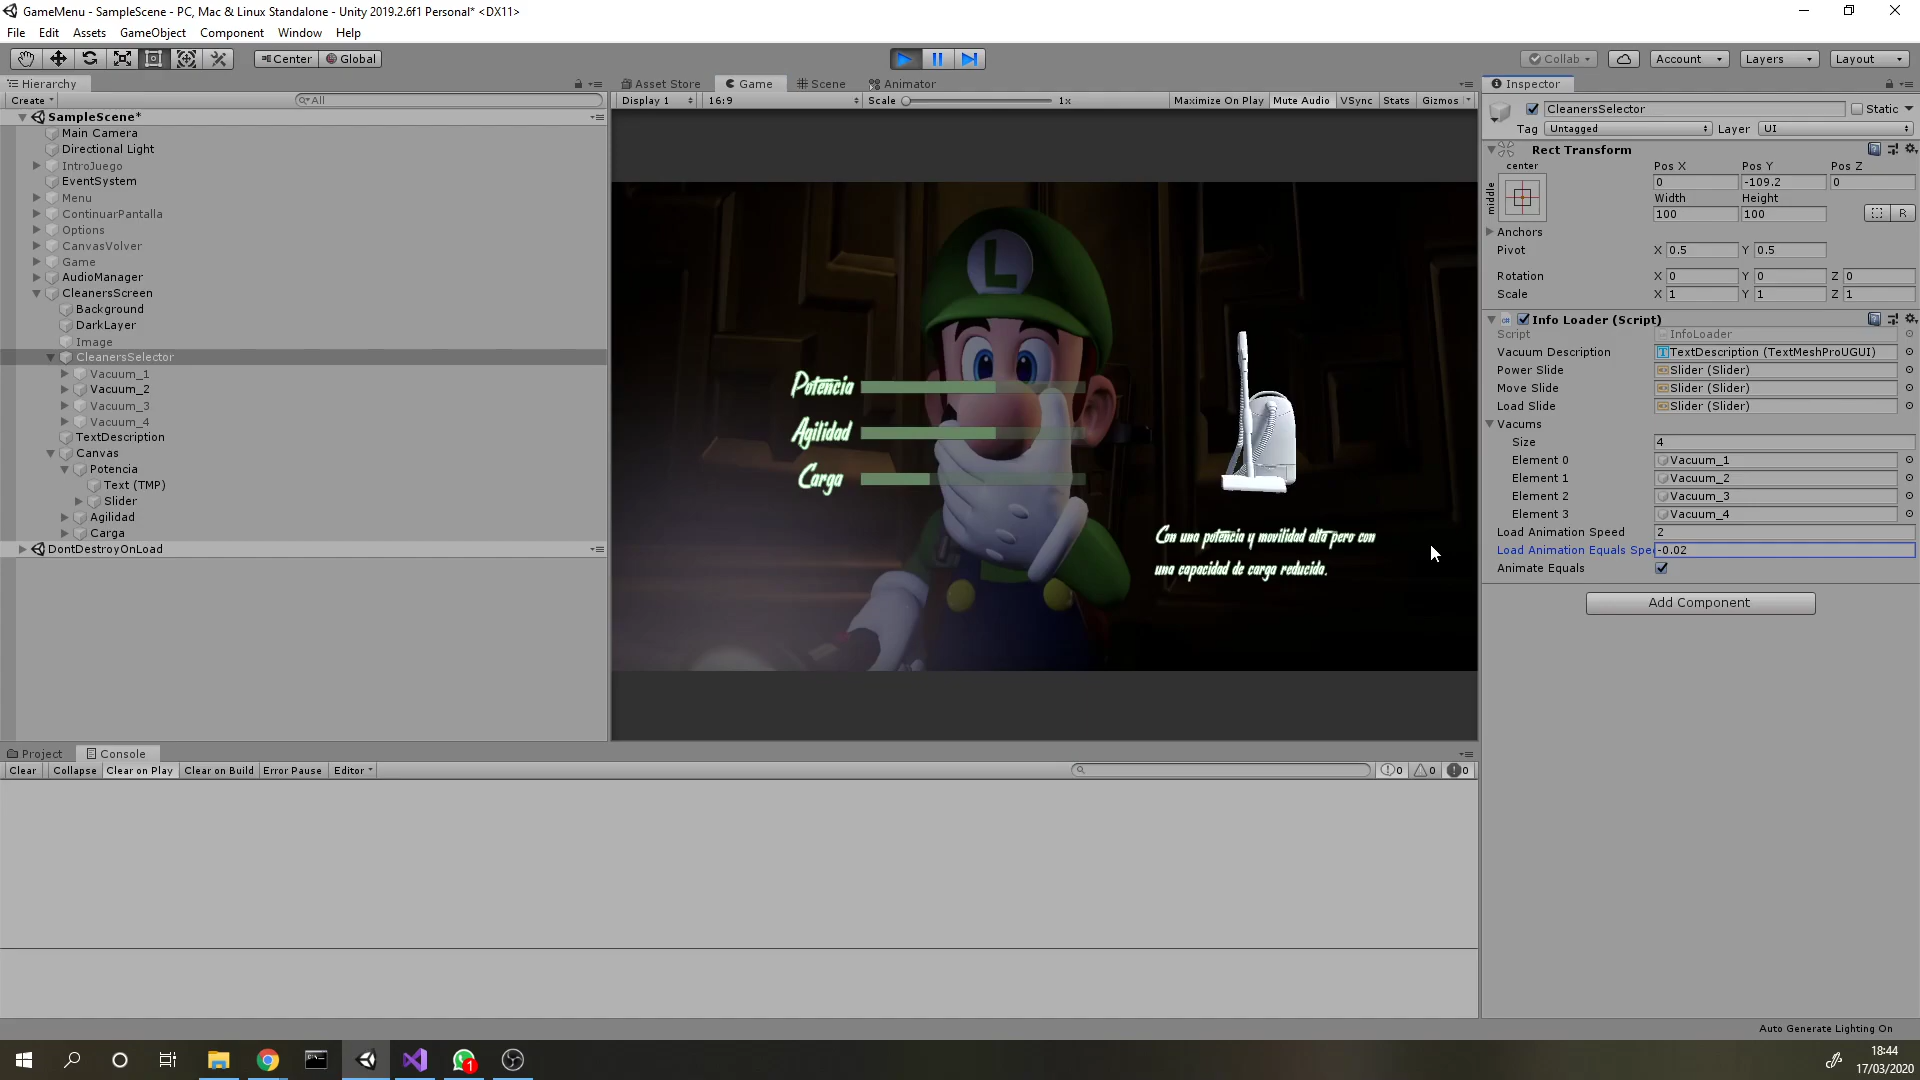 GameMenu - SampleScene - PC, Mac & Linux Standalone - Unity 2019.2.6f1 Personal* <DX11>
File Edit Assets GameObject Component Window Help
Center Global
Collab Account Layers Layout
Hierarchy
Create All
SampleScene*
Main Camera
Directional Light
IntroJuego
EventSystem
Menu
ContinuarPantalla
Options
CanvasVolver
Game
AudioManager
CleanersScreen
Background
DarkLayer
Image
CleanersSelector
Vacuum_1
Vacuum_2
Vacuum_3
Vacuum_4
TextDescription
Canvas
Potencia
Text (TMP)
Slider
Agilidad
Carga
DontDestroyOnLoad
Asset Store Game Scene Animator
Display 1 16:9 Scale 1x Maximize On Play Mute Audio VSync Stats Gizmos
L
Potencia
Agilidad
Carga
Con una potencia y movilidad alta pero con
una capacidad de carga reducida.
Inspector
CleanersSelector Static
Tag Untagged Layer UI
Rect Transform
center
middle
Pos X Pos Y Pos Z
0 -109.2 0
Width Height
100 100 R
Anchors
Pivot X 0.5 Y 0.5
Rotation X 0 Y 0 Z 0
Scale X 1 Y 1 Z 1
Info Loader (Script)
Script InfoLoader
Vacuum Description TextDescription (TextMeshProUGUI)
Power Slide Slider (Slider)
Move Slide Slider (Slider)
Load Slide Slider (Slider)
Vacums
Size 4
Element 0 Vacuum_1
Element 1 Vacuum_2
Element 2 Vacuum_3
Element 3 Vacuum_4
Load Animation Speed 2
Load Animation Equals Spe -0.02
Animate Equals
Add Component
Project Console
Clear Collapse Clear on Play Clear on Build Error Pause Editor 0 0 0
Auto Generate Lighting On
1
18:44
17/03/2020